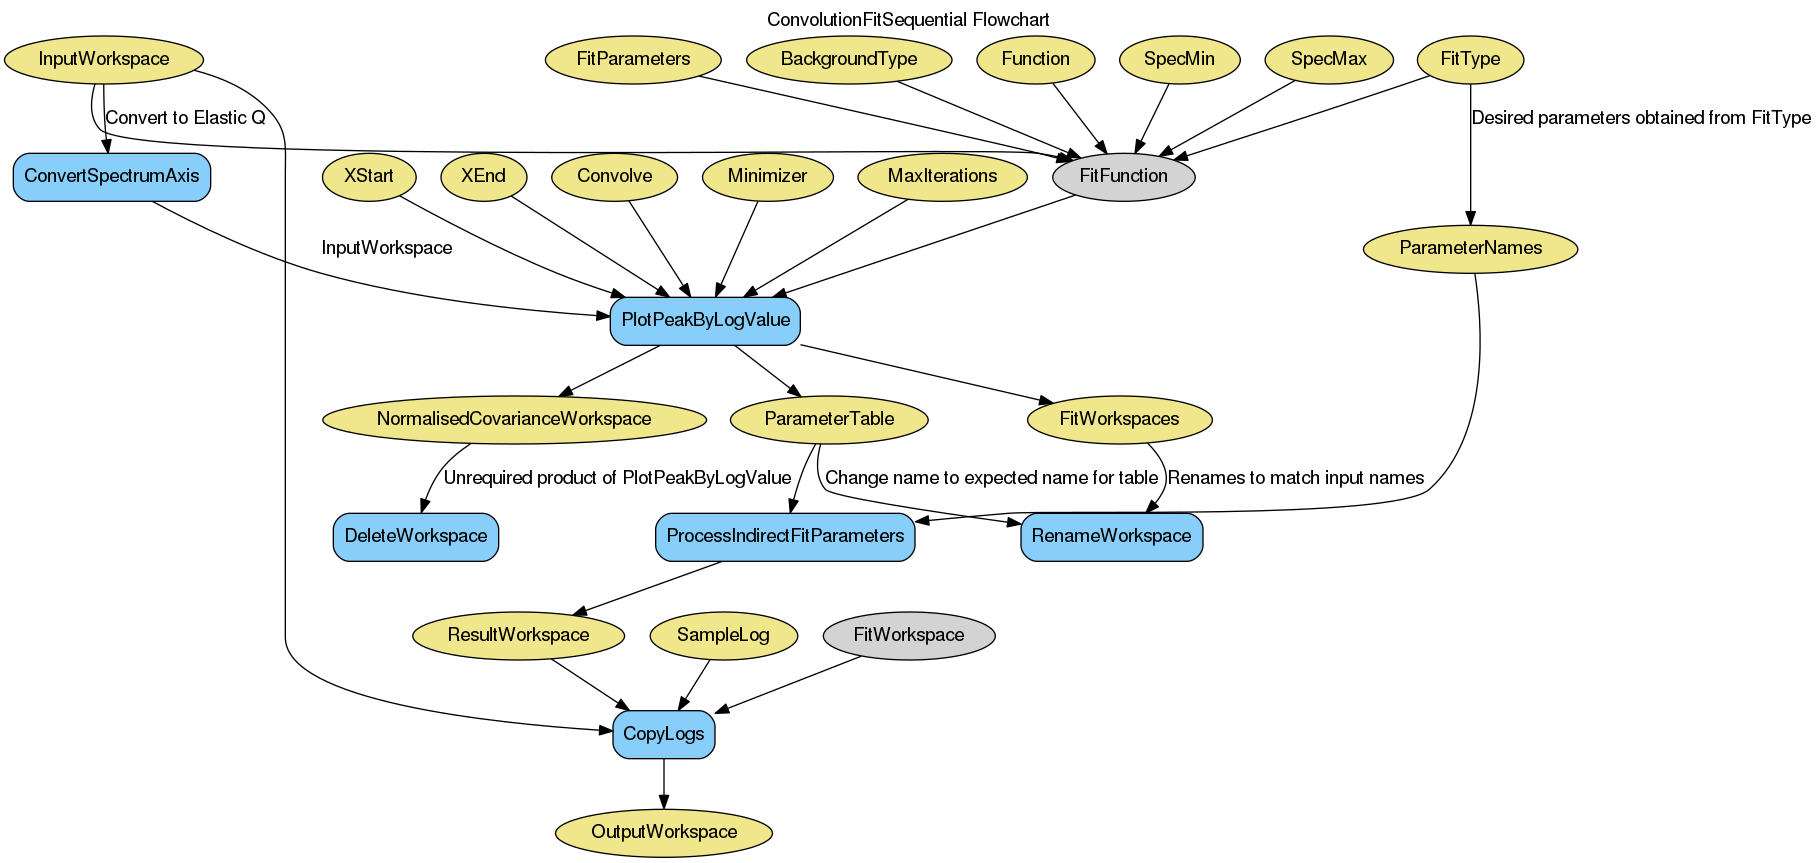 ConvolutionFitSequential Flowchart
InputWorkspace
FitParameters
BackgroundType
Function
SpecMin
SpecMax
FitType
Convert to Elastic Q
Desired parameters obtained from FitType
ConvertSpectrumAxis
XStart
XEnd
Convolve
Minimizer
MaxIterations
FitFunction
InputWorkspace
ParameterNames
PlotPeakByLogValue
NormalisedCovarianceWorkspace
ParameterTable
FitWorkspaces
Unrequired product of PlotPeakByLogValue
Change name to expected name for table
Renames to match input names
DeleteWorkspace
ProcessIndirectFitParameters
RenameWorkspace
ResultWorkspace
SampleLog
FitWorkspace
CopyLogs
OutputWorkspace